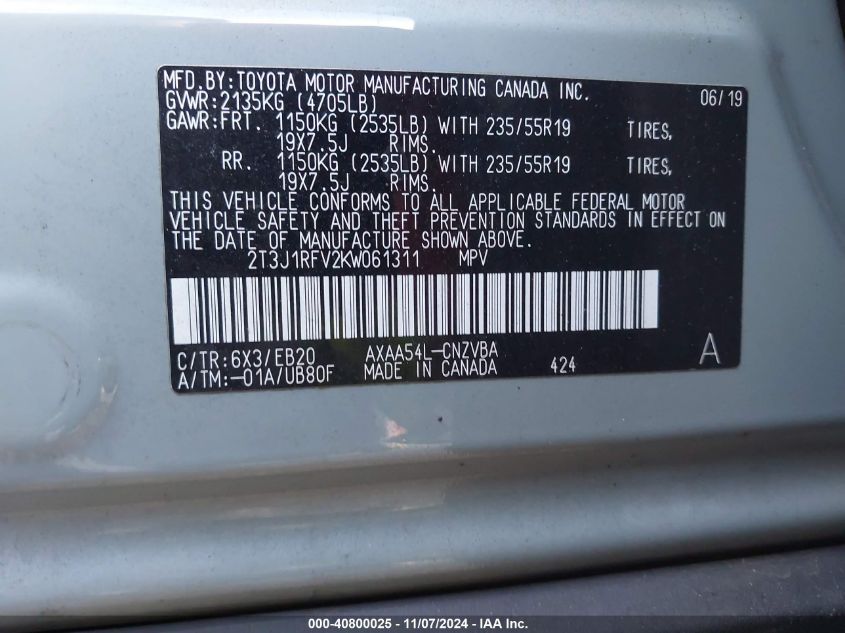 MFD.BY:TOYOTA MOTOR MANUFACTURING CANADA INC. 06/19
GVWR:2135KG (4705LB)
GAWR:FRT. 1150KG (2535LB) WITH 235/55R19 TIRES,
19X7.5J RIMS.
RR. 1150KG (2535LB) WITH 235/55R19 TIRES,
19X7.5J RIMS.
THIS VEHICLE CONFORMS TO ALL APPLICABLE FEDERAL MOTOR
VEHICLE SAFETY AND THEFT PREVENTION STANDARDS IN EFFECT ON
THE DATE OF MANUFACTURE SHOWN ABOVE.
2T3J1RFV2KW061311 MPV
C/TR:6X3/EB20 AXAA54L-CNZVBA A
A/TM:-01A/UB80F MADE IN CANADA 424
000-40800025 - 11/07/2024 - IAA Inc.